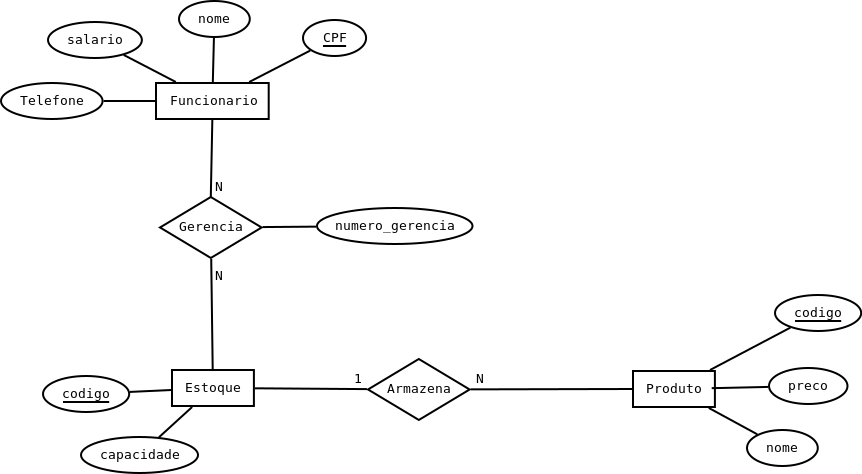 nome
salario
CPF
Telefone
Funcionario
N
Gerencia
numero_gerencia
N
codigo
1
N
Estoque
Armazena
Produto
preco
codigo
capacidade
nome